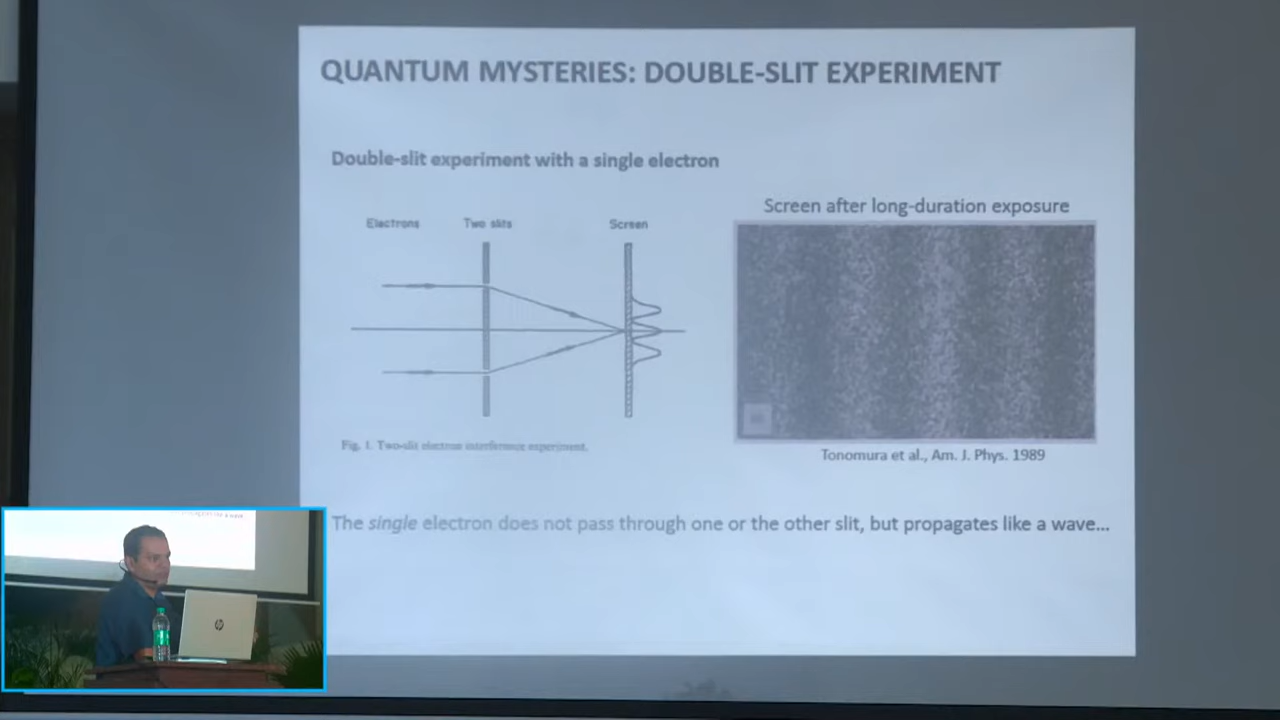 QUANTUM MYSTERIES: DOUBLE-SLIT EXPERIMENT
Double-slit experiment with a single electron
Screen after long-duration exposure
Electrons
Two slits
Screen
Fig. 1. Two-slit electron interference experiment.
Tonomura et al., Am. J. Phys. 1989
The single electron does not pass through one or the other slit, but propagates like a wave...
hp